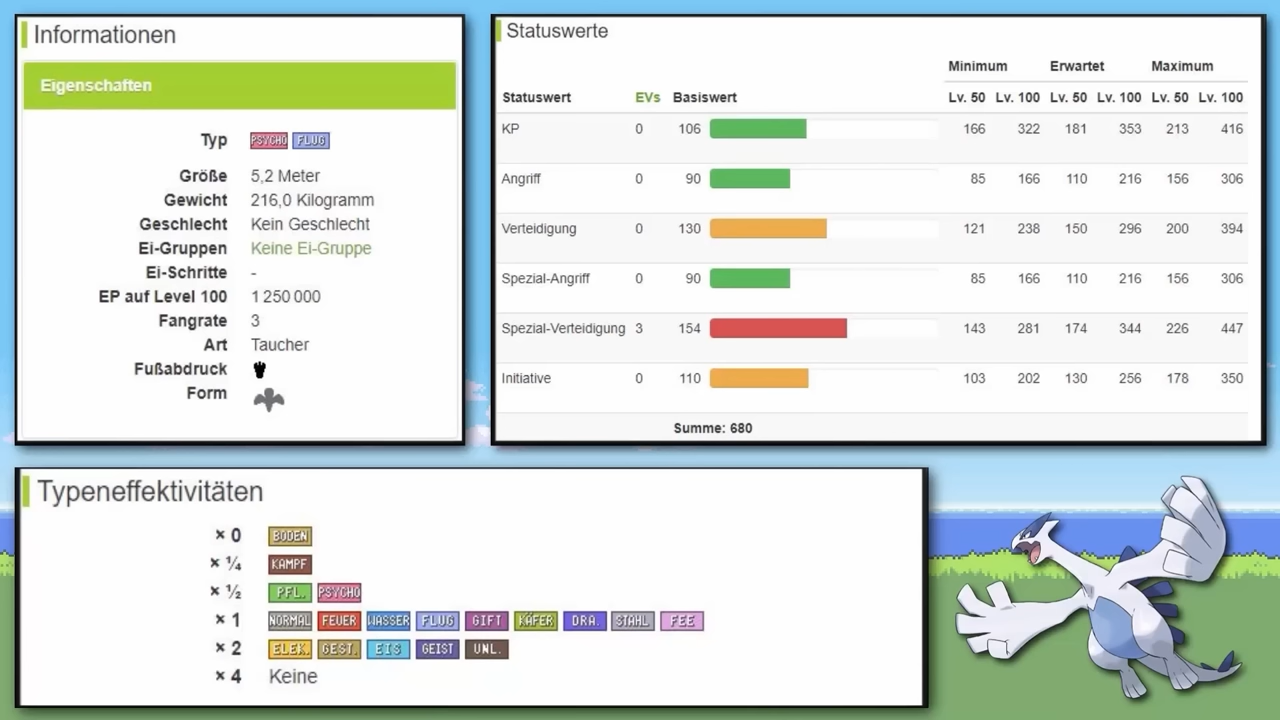 Informationen
Eigenschaften
Typ PSYCHO FLUG
Größe 5,2 Meter
Gewicht 216,0 Kilogramm
Geschlecht Kein Geschlecht
Ei-Gruppen Keine Ei-Gruppe
Ei-Schritte -
EP auf Level 100 1 250 000
Fangrate 3
Art Taucher
Fußabdruck
Form
Statuswerte
Minimum Erwartet Maximum
Statuswert EVs Basiswert Lv. 50 Lv. 100 Lv. 50 Lv. 100 Lv. 50 Lv. 100
KP 0 106 166 322 181 353 213 416
Angriff 0 90 85 166 110 216 156 306
Verteidigung 0 130 121 238 150 296 200 394
Spezial-Angriff 0 90 85 166 110 216 156 306
Spezial-Verteidigung 3 154 143 281 174 344 226 447
Initiative 0 110 103 202 130 256 178 350
Summe: 680
Typeneffektivitäten
× 0 BODEN
× ¼ KAMPF
× ½ PFL. PSYCHO
× 1 NORMAL FEUER WASSER FLUG GIFT KÄFER DRA. STAHL FEE
× 2 ELEK. GEST. EIS GEIST UNL.
× 4 Keine